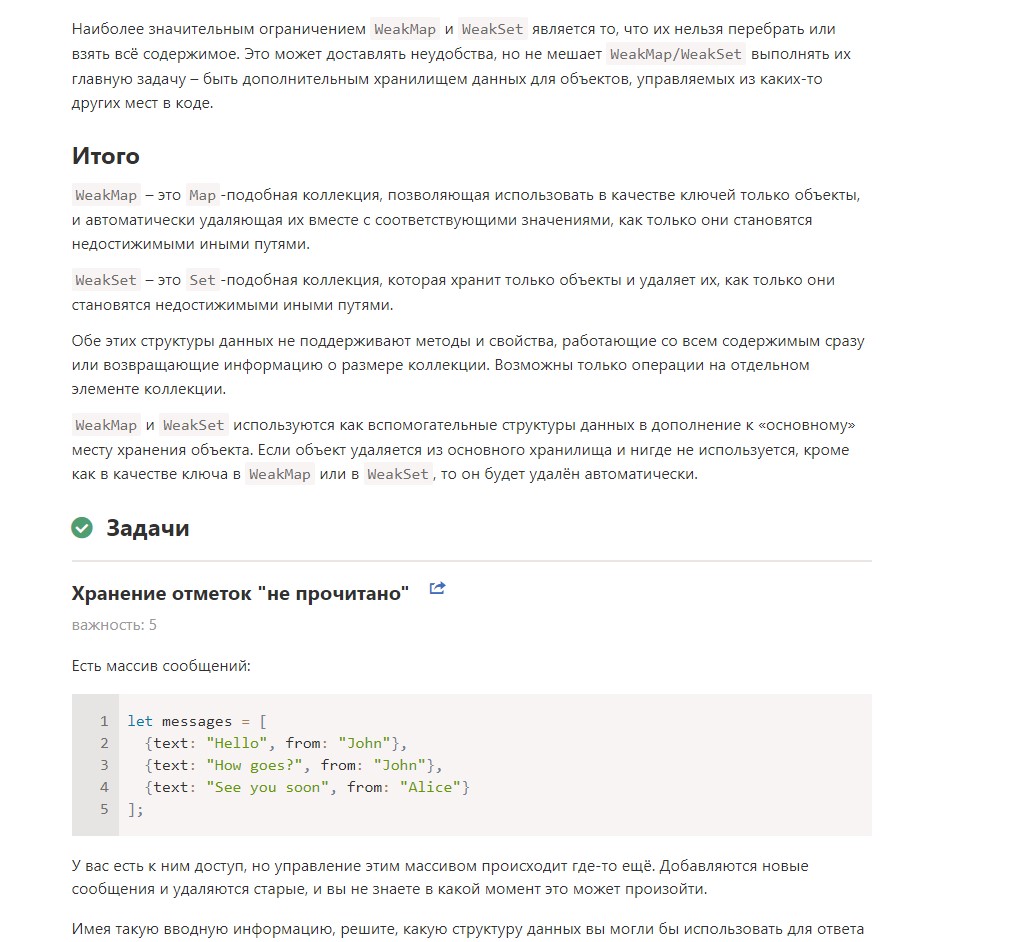 Наиболее значительным ограничением WeakMap и WeakSet является то, что их нельзя перебрать или
взять всё содержимое. Это может доставлять неудобства, но не мешает WeakMap/WeakSet выполнять их
главную задачу – быть дополнительным хранилищем данных для объектов, управляемых из каких-то
других мест в коде.
Итого
WeakMap – это Map-подобная коллекция, позволяющая использовать в качестве ключей только объекты,
и автоматически удаляющая их вместе с соответствующими значениями, как только они становятся
недостижимыми иными путями.
WeakSet – это Set-подобная коллекция, которая хранит только объекты и удаляет их, как только они
становятся недостижимыми иными путями.
Обе этих структуры данных не поддерживают методы и свойства, работающие со всем содержимым сразу
или возвращающие информацию о размере коллекции. Возможны только операции на отдельном
элементе коллекции.
WeakMap и WeakSet используются как вспомогательные структуры данных в дополнение к «основному»
месту хранения объекта. Если объект удаляется из основного хранилища и нигде не используется, кроме
как в качестве ключа в WeakMap или в WeakSet, то он будет удалён автоматически.
Задачи
Хранение отметок "не прочитано"
важность: 5
Есть массив сообщений:
1 let messages = [
2 {text: "Hello", from: "John"},
3 {text: "How goes?", from: "John"},
4 {text: "See you soon", from: "Alice"}
5 ];
У вас есть к ним доступ, но управление этим массивом происходит где-то ещё. Добавляются новые
сообщения и удаляются старые, и вы не знаете в какой момент это может произойти.
Имея такую вводную информацию, решите, какую структуру данных вы могли бы использовать для ответа